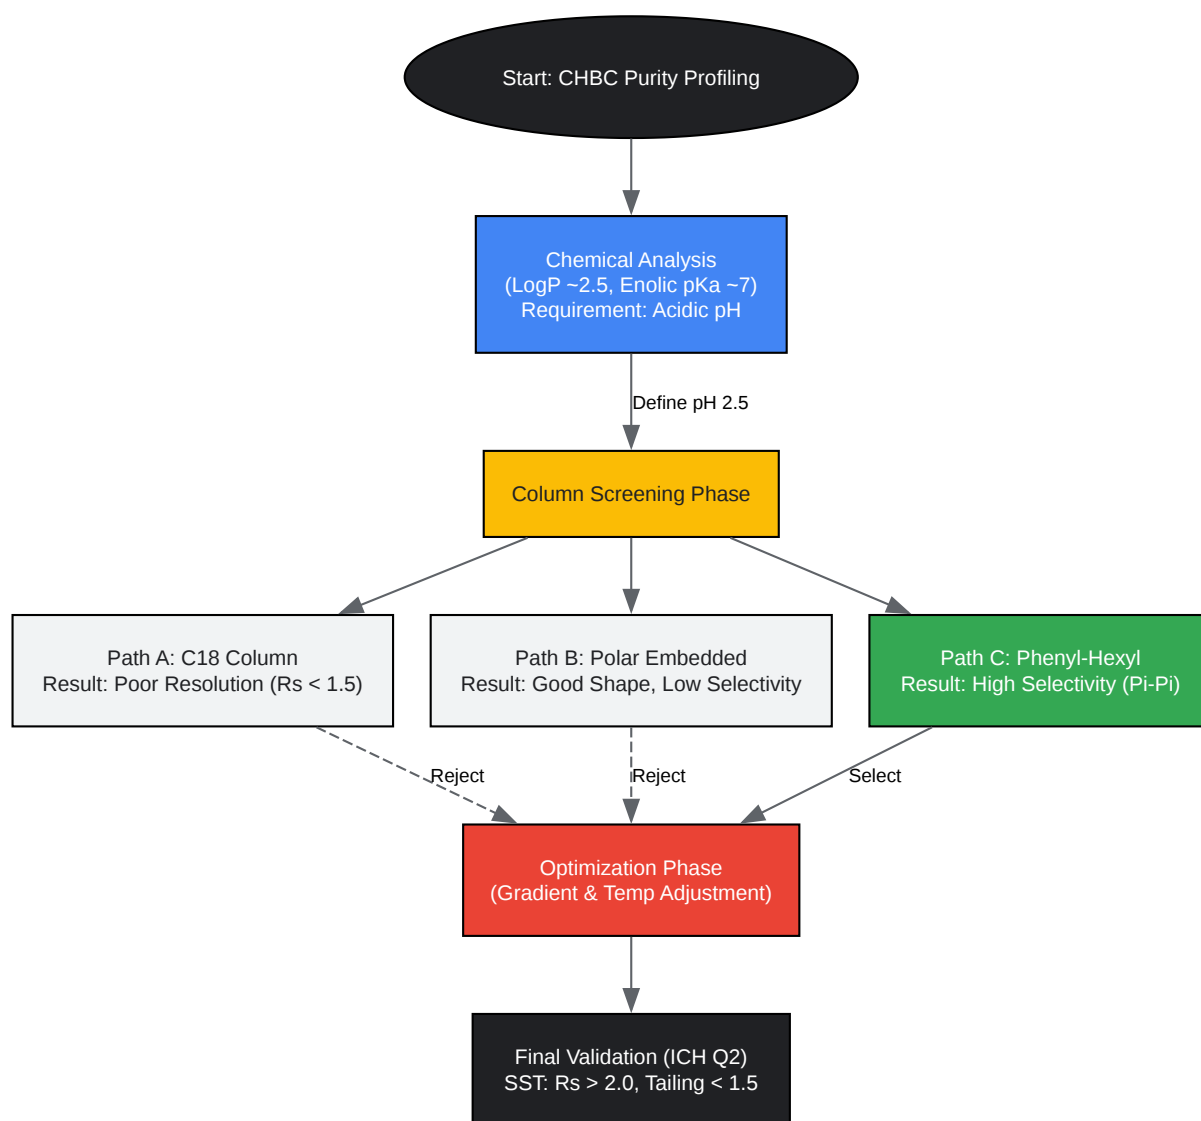 Start: CHBC Purity Profiling
Chemical Analysis
(LogP ~2.5, Enolic pKa ~7)
Requirement: Acidic pH
Define pH 2.5
Column Screening Phase
Path A: C18 Column
Result: Poor Resolution (Rs < 1.5)
Path B: Polar Embedded
Result: Good Shape, Low Selectivity
Path C: Phenyl-Hexyl
Result: High Selectivity (Pi-Pi)
Reject
Reject
Select
Optimization Phase
(Gradient & Temp Adjustment)
Final Validation (ICH Q2)
SST: Rs > 2.0, Tailing < 1.5